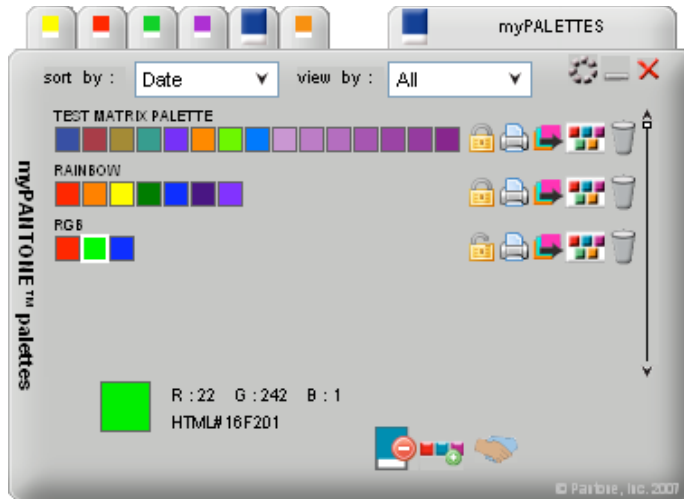 myPALETTES
sort by : Date view by : All
TEST MATRIX PALETTE
RAINBOW
RGB
myPANTONE™ palettes
R : 22 G : 242 B : 1
HTML# 16F201
© Pantone, Inc. 2007